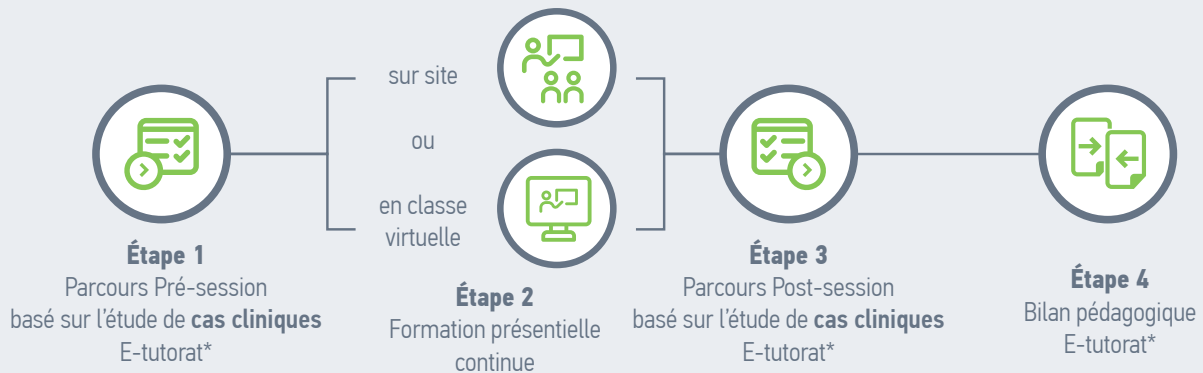 sur site
ou
en classe
virtuelle
Étape 1
Parcours Pré-session
basé sur l'étude de cas cliniques
E-tutorat*
Étape 2
Formation présentielle
continue
Étape 3
Parcours Post-session
basé sur l'étude de cas cliniques
E-tutorat*
Étape 4
Bilan pédagogique
E-tutorat*